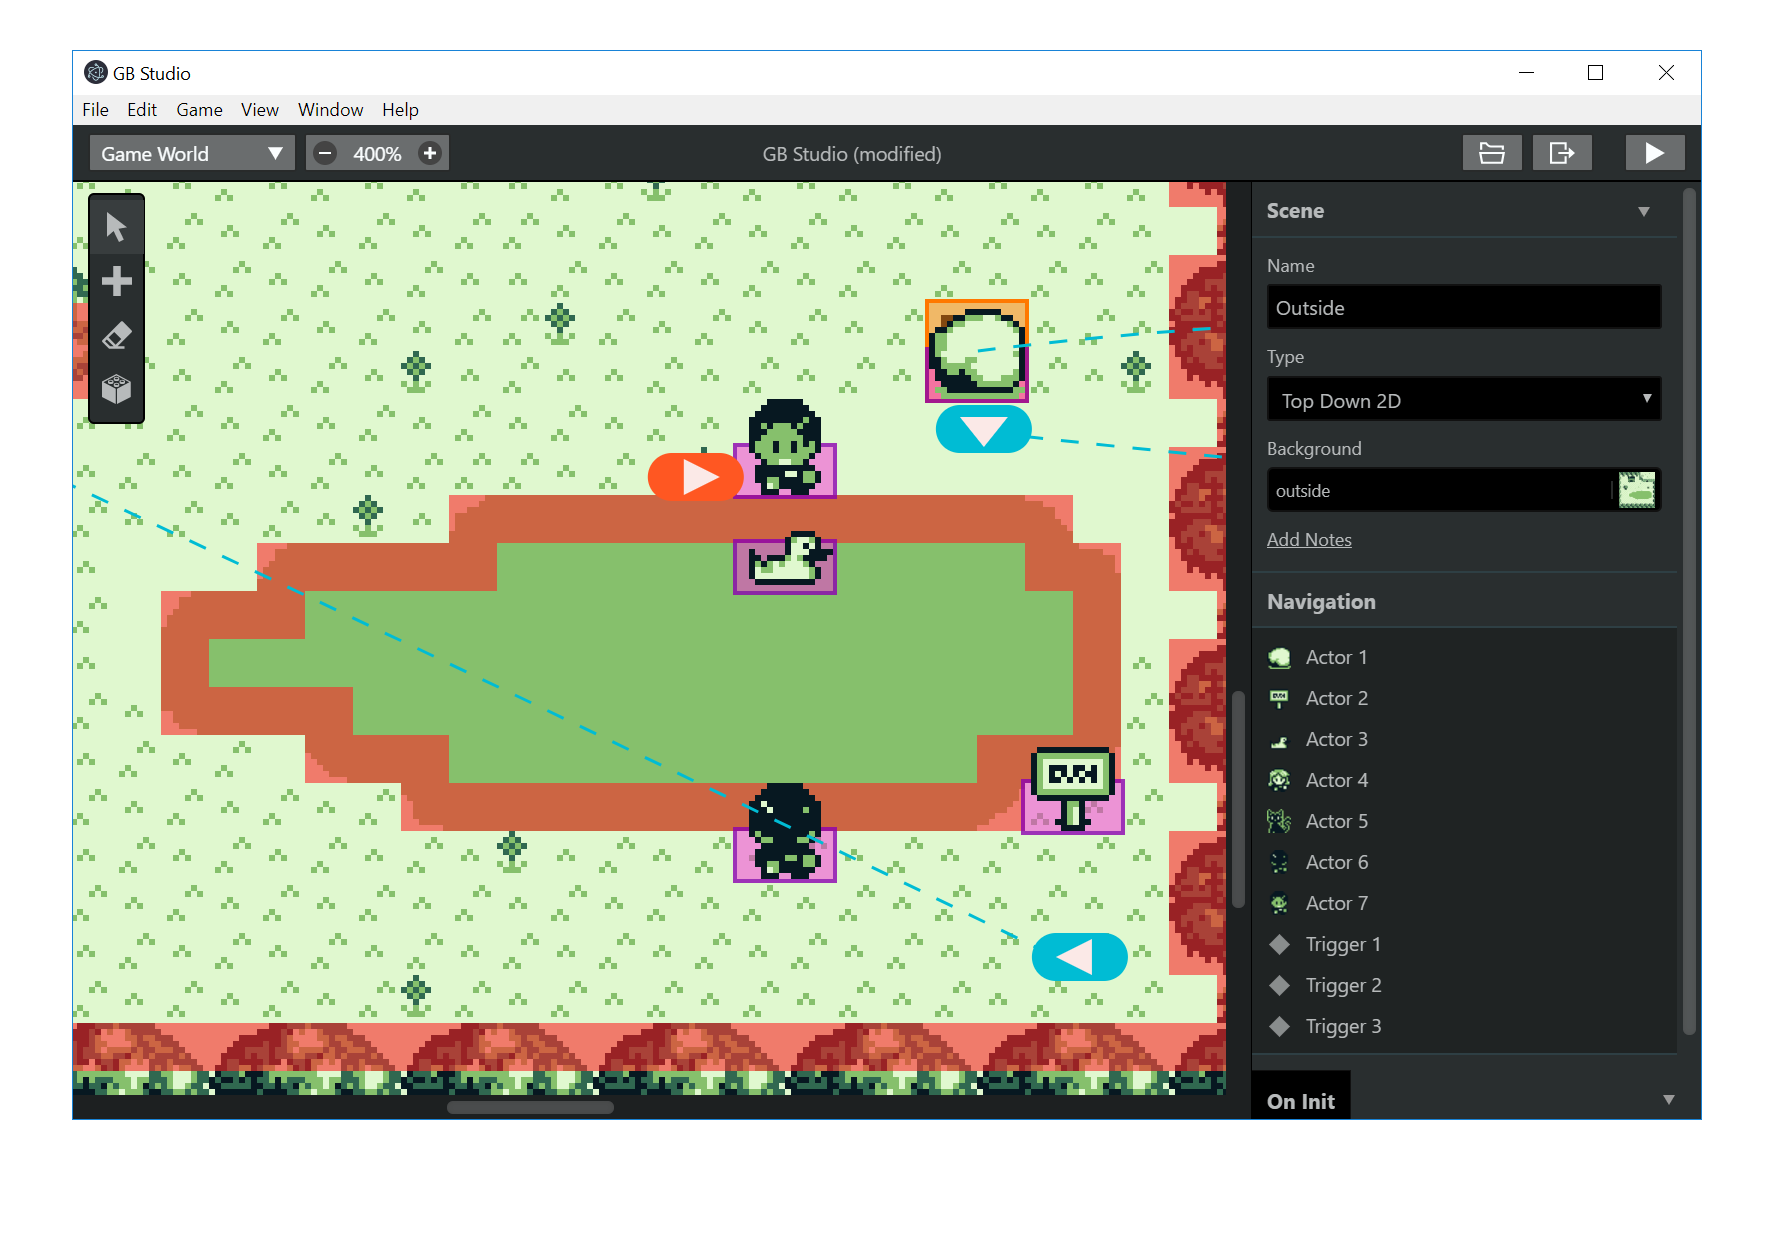 GB Studio
File Edit Game View Window Help
Game World 400% GB Studio (modified)
Scene
Name
Outside
Type
Top Down 2D
Background
outside
Add Notes
Navigation
Actor 1
Actor 2
Actor 3
Actor 4
Actor 5
Actor 6
Actor 7
Trigger 1
Trigger 2
Trigger 3
On Init